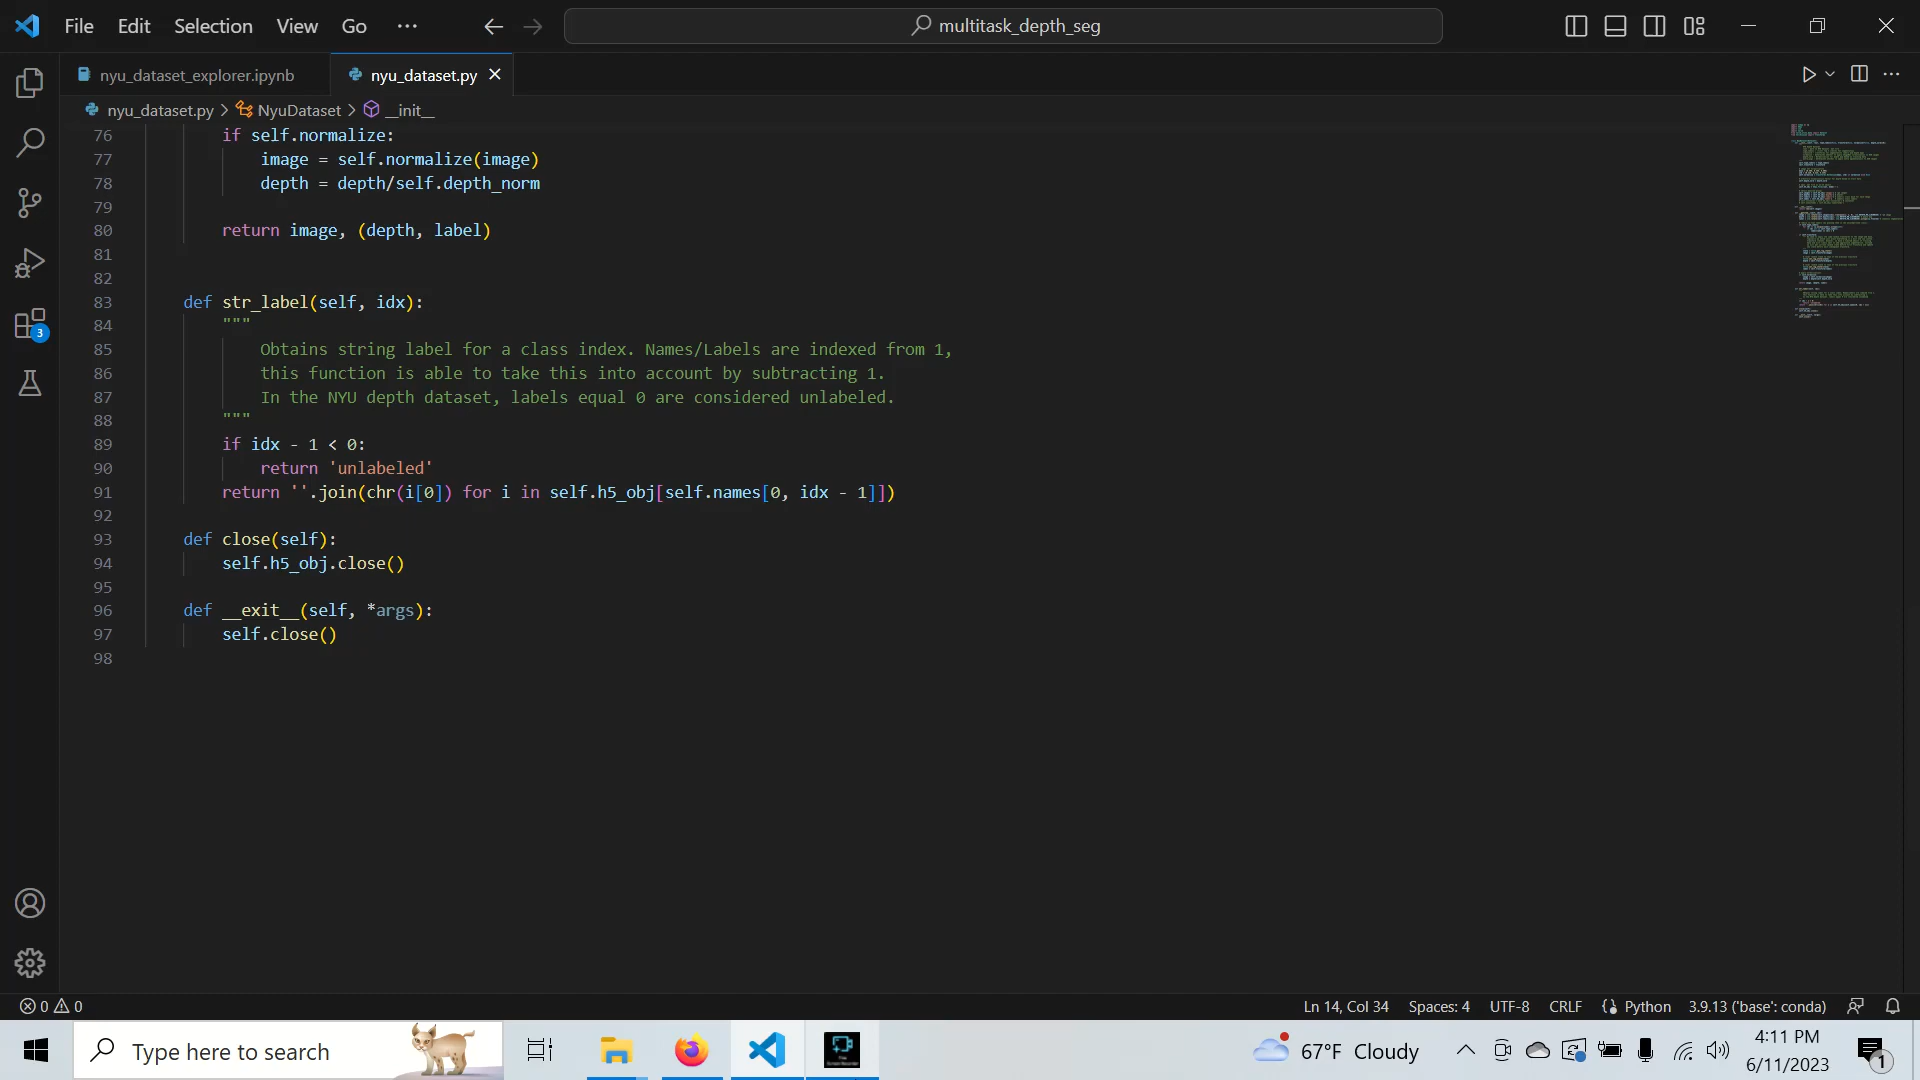 File Edit Selection View Go ··· multitask_depth_seg
nyu_dataset_explorer.ipynb nyu_dataset.py
nyu_dataset.py > NyuDataset > __init__
76 if self.normalize:
77 image = self.normalize(image)
78 depth = depth/self.depth_norm
79
80 return image, (depth, label)
81
82
83 def str_label(self, idx):
84 """
85 Obtains string label for a class index. Names/Labels are indexed from 1,
86 this function is able to take this into account by subtracting 1.
87 In the NYU depth dataset, labels equal 0 are considered unlabeled.
88 """
89 if idx - 1 < 0:
90 return 'unlabeled'
91 return ''.join(chr(i[0]) for i in self.h5_obj[self.names[0, idx - 1]])
92
93 def close(self):
94 self.h5_obj.close()
95
96 def __exit__(self, *args):
97 self.close()
98
3
0 0 Ln 14, Col 34 Spaces: 4 UTF-8 CRLF Python 3.9.13 ('base': conda)
Type here to search 67°F Cloudy 4:11 PM
6/11/2023 1